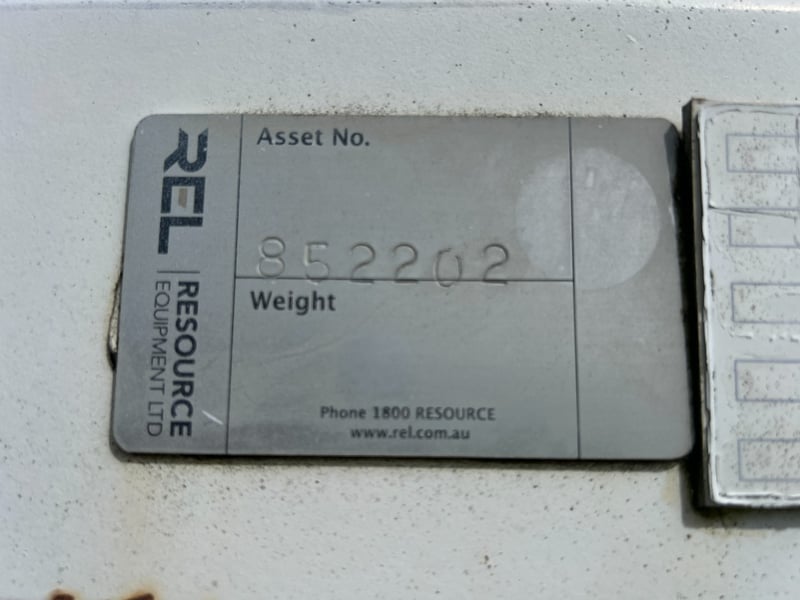 REL
RESOURCE
EQUIPMENT LTD
Asset No.
852202
Weight
Phone 1800 RESOURCE
www.rel.com.au